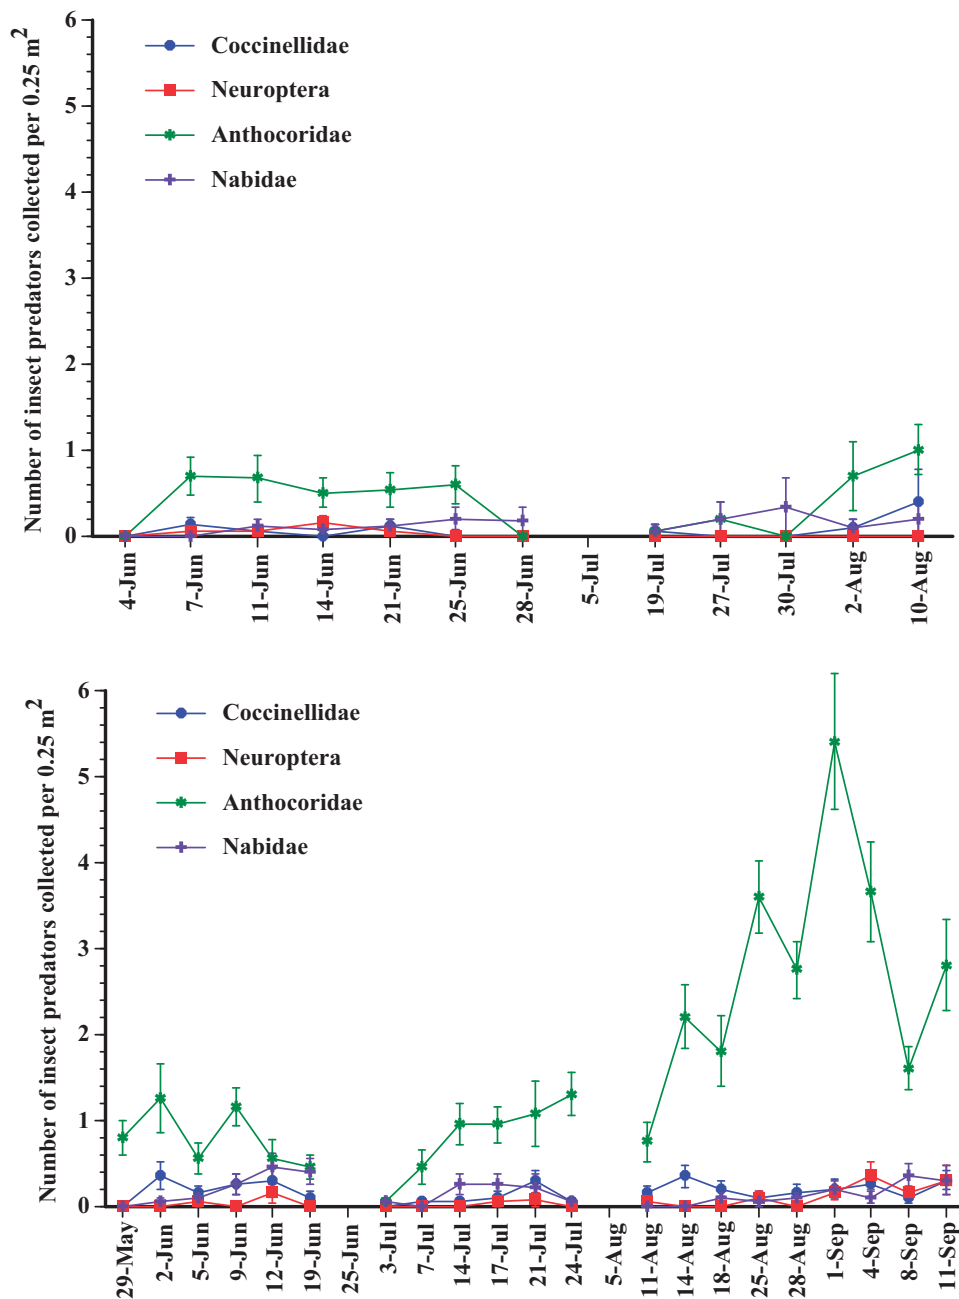 Number of insect predators collected per 0.25 m2
6
5
4
3
2
1
0
Coccinellidae
Neuroptera
Anthocoridae
Nabidae
4-Jun
7-Jun
11-Jun
14-Jun
21-Jun
25-Jun
28-Jun
5-Jul
19-Jul
27-Jul
30-Jul
2-Aug
10-Aug
Number of insect predators collected per 0.25 m2
6
5
4
3
2
1
0
Coccinellidae
Neuroptera
Anthocoridae
Nabidae
29-May
2-Jun
5-Jun
9-Jun
12-Jun
19-Jun
25-Jun
3-Jul
7-Jul
14-Jul
17-Jul
21-Jul
24-Jul
5-Aug
11-Aug
14-Aug
18-Aug
25-Aug
28-Aug
1-Sep
4-Sep
8-Sep
11-Sep